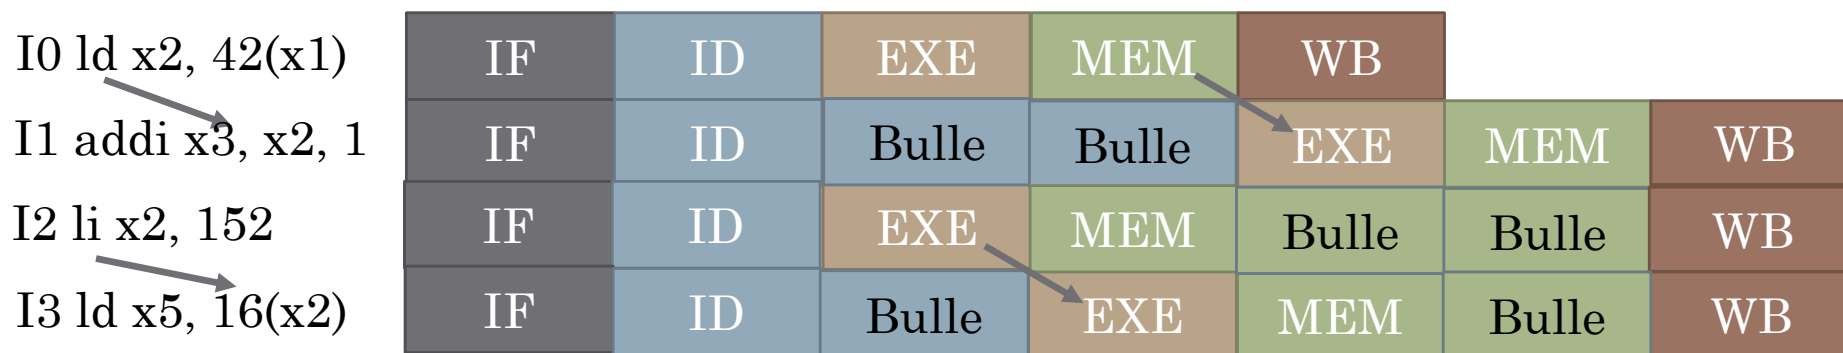 I0 ld x2, 42(x1) IF ID EXE MEM WB
I1 addi x3, x2, 1 IF ID Bulle Bulle EXE MEM WB
I2 li x2, 152 IF ID EXE MEM Bulle Bulle WB
I3 ld x5, 16(x2) IF ID Bulle EXE MEM Bulle WB